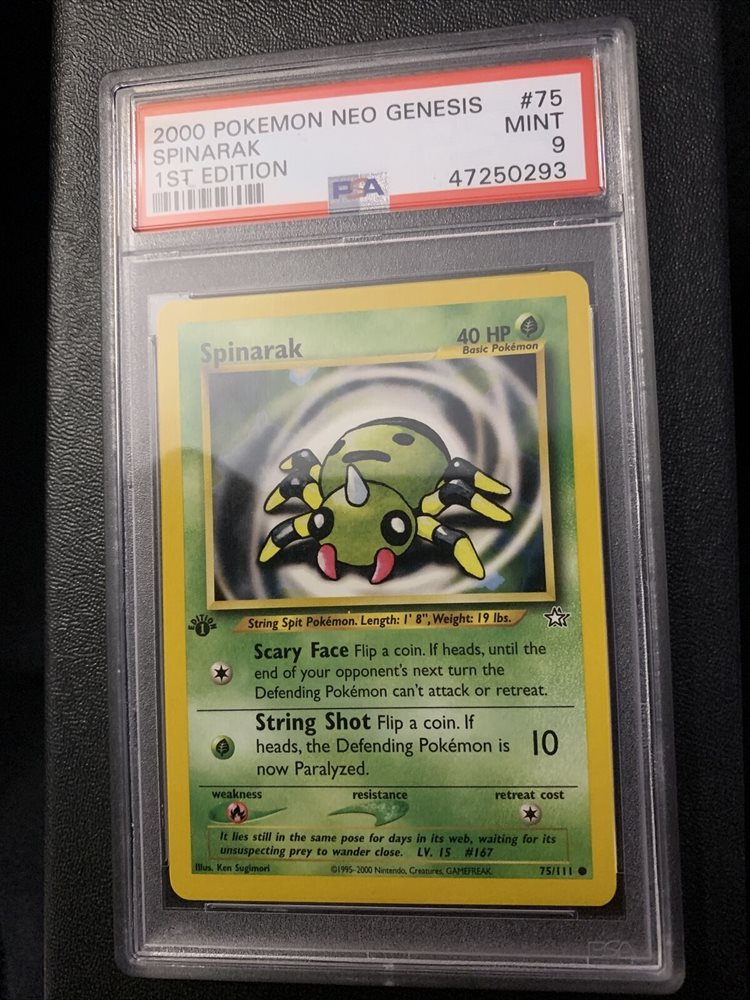 2000 POKEMON NEO GENESIS #75
SPINARAK MINT
1ST EDITION 9
PSA 47250293
Spinarak 40 HP
Basic Pokémon
String Spit Pokémon. Length: 1' 8", Weight: 19 lbs.
EDITION
1
Scary Face Flip a coin. If heads, until the
end of your opponent's next turn the
Defending Pokémon can't attack or retreat.
String Shot Flip a coin. If
heads, the Defending Pokémon is 10
now Paralyzed.
weakness resistance retreat cost
It lies still in the same pose for days in its web, waiting for its
unsuspecting prey to wander close. LV. 15 #167
Illus. Ken Sugimori ©1995-2000 Nintendo, Creatures, GAMEFREAK. 75/111
PSA